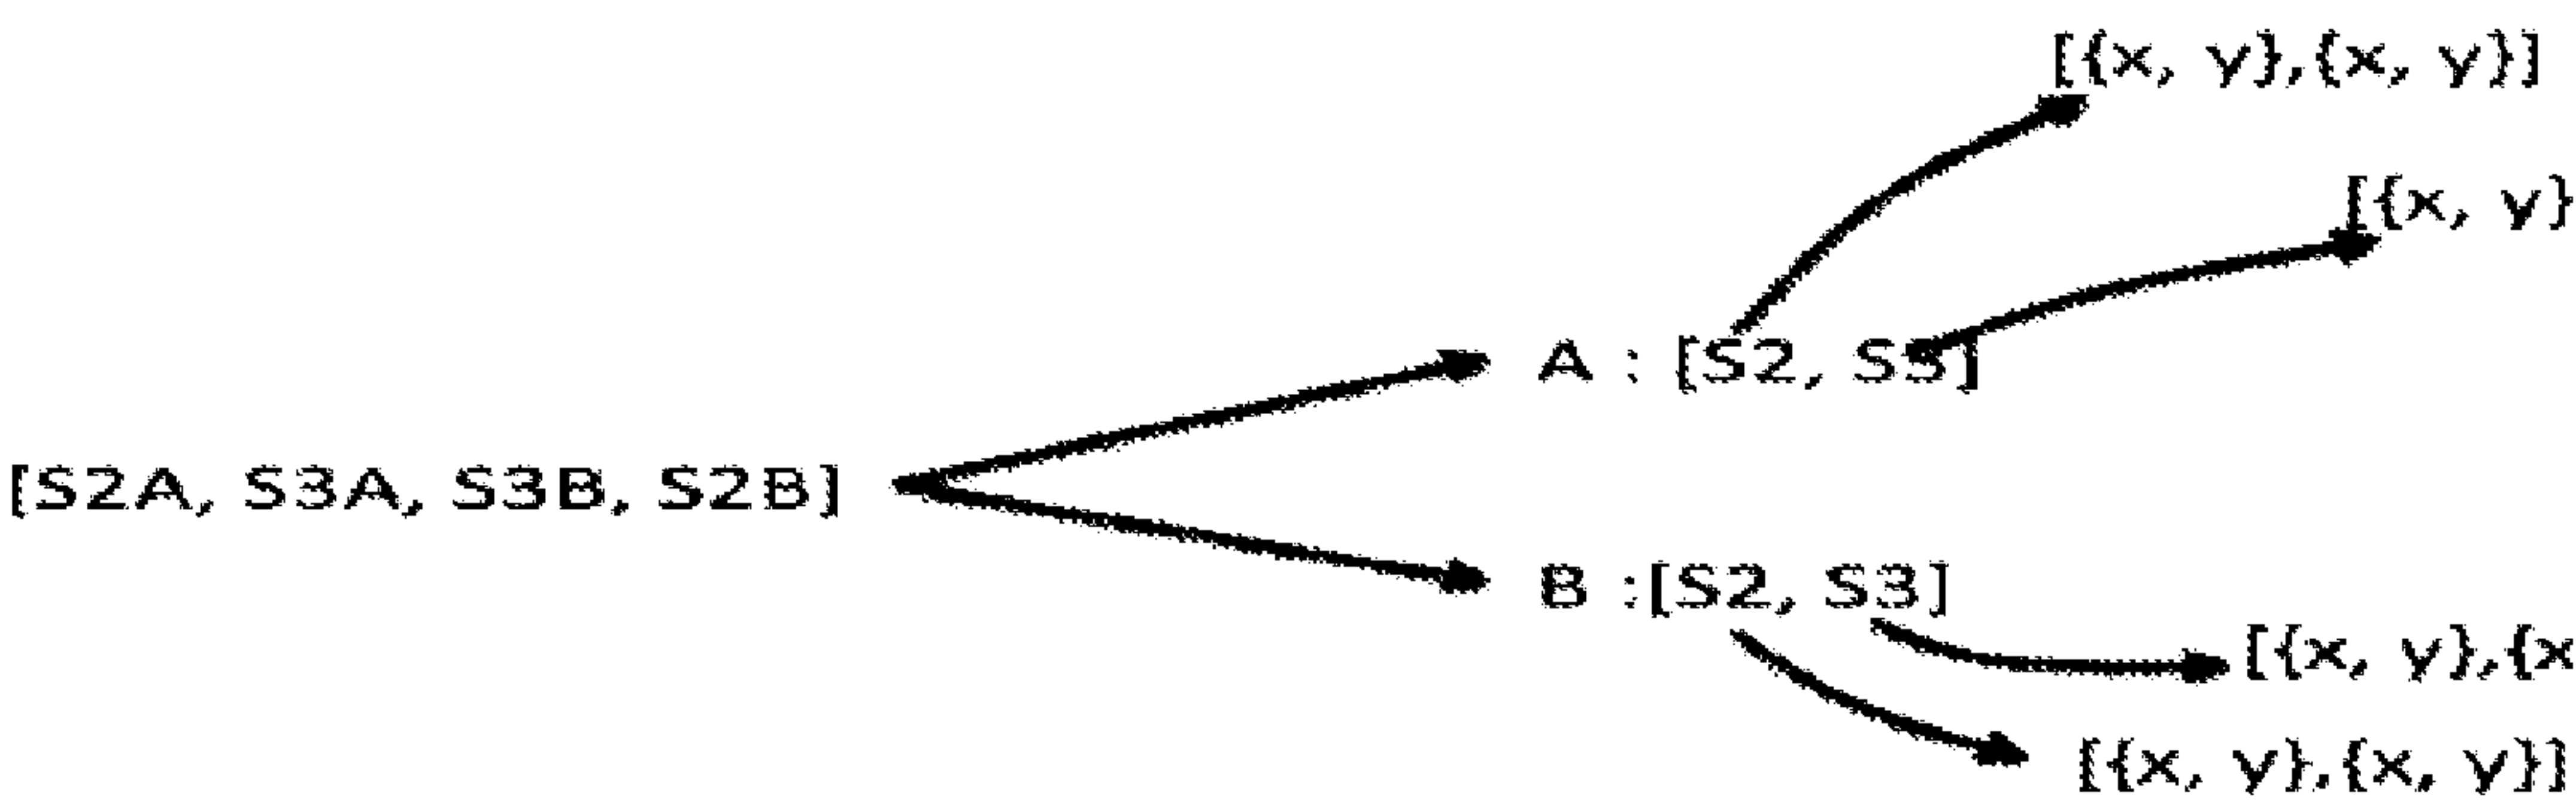 [{x, y},{x, y}]
[{x, y}
A : [S2, S3]
[S2A, S3A, S3B, S2B]
B :[S2, S3]
[{x, y},{x
[{x, y},{x, y}]